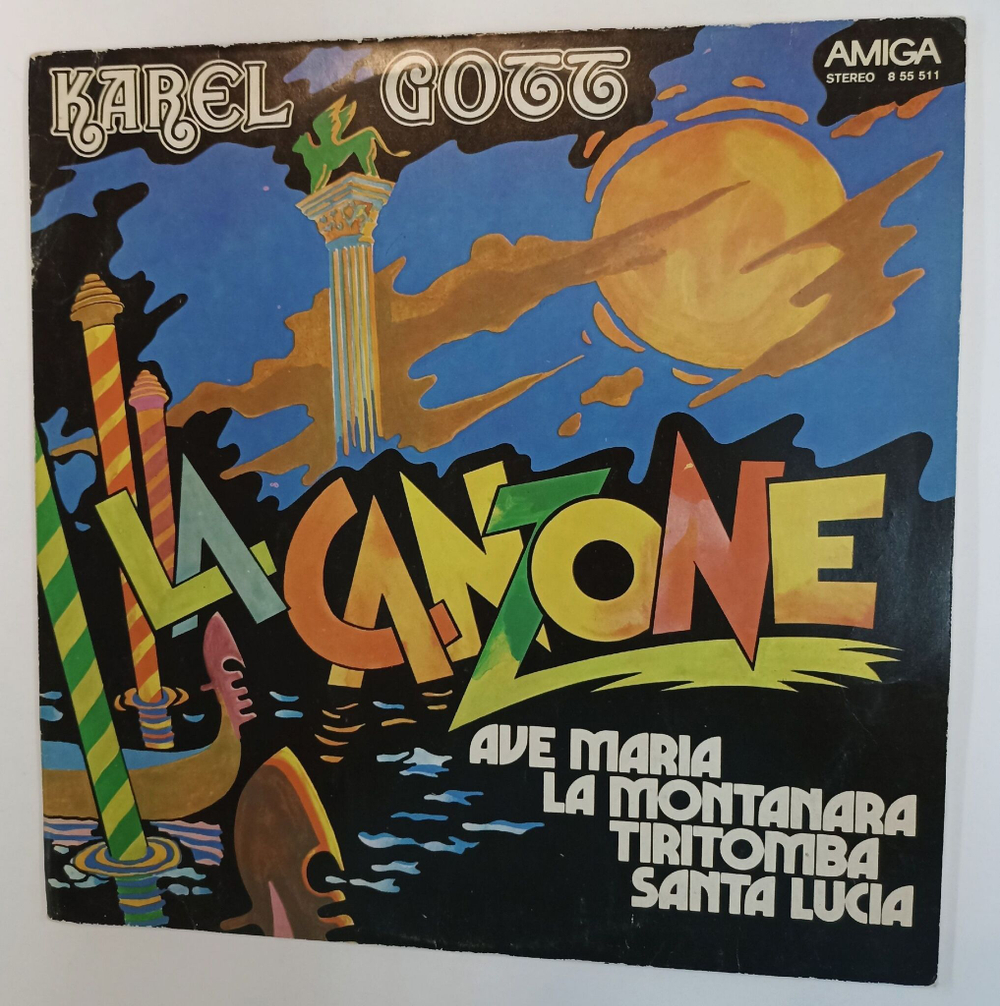 KAREL GOTT
AMIGA
STEREO 8 55 511
LA CANZONE
AVE MARIA
LA MONTANARA
TIRITOMBA
SANTA LUCIA